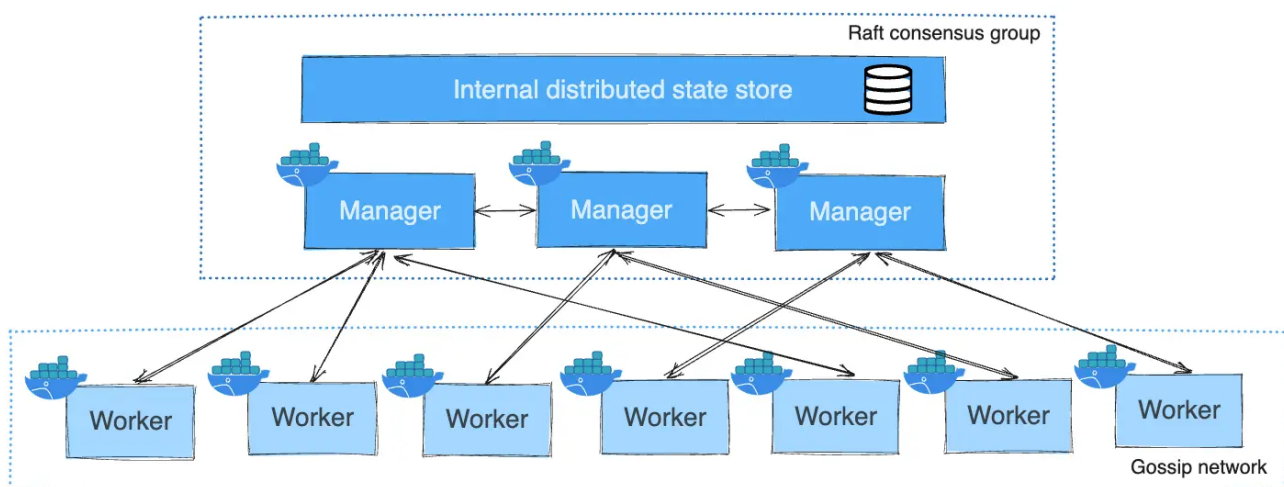 Raft consensus group
Internal distributed state store
Manager
Manager
Manager
Worker
Worker
Worker
Worker
Worker
Worker
Worker
Gossip network